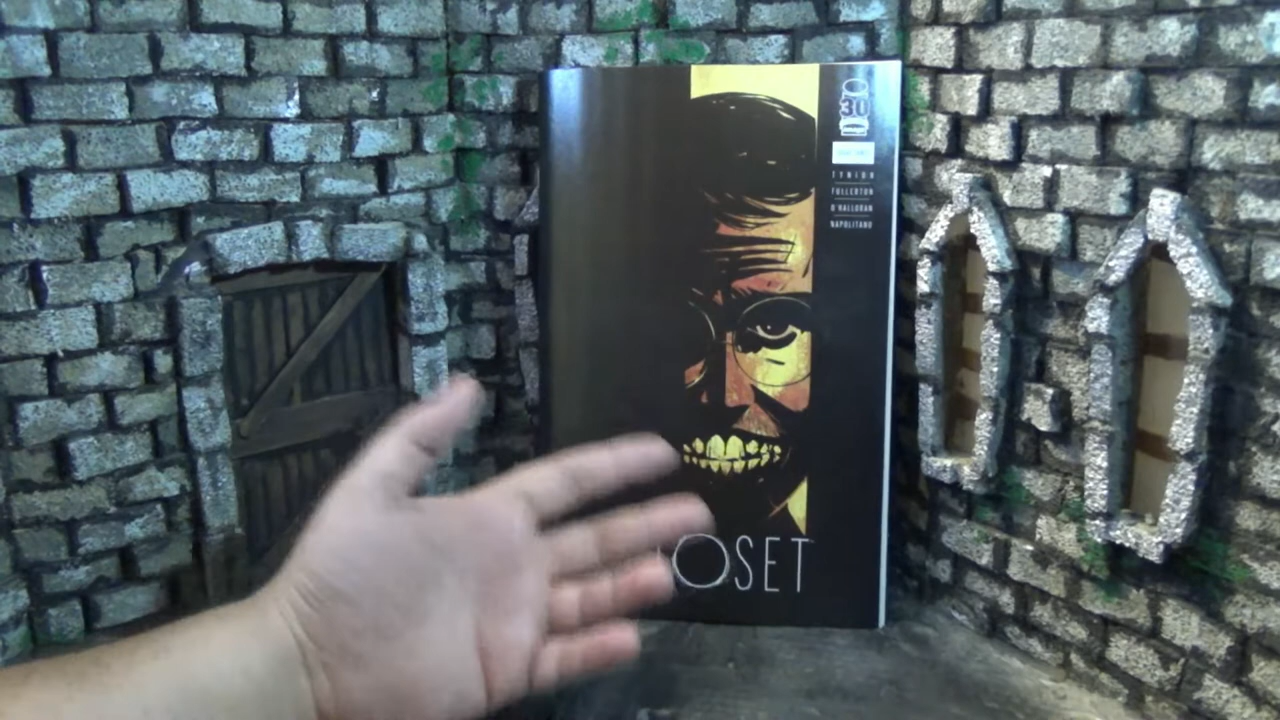 30
TYNION
FULLERTON
O'HALLORAN
NAPOLITANO
OSET